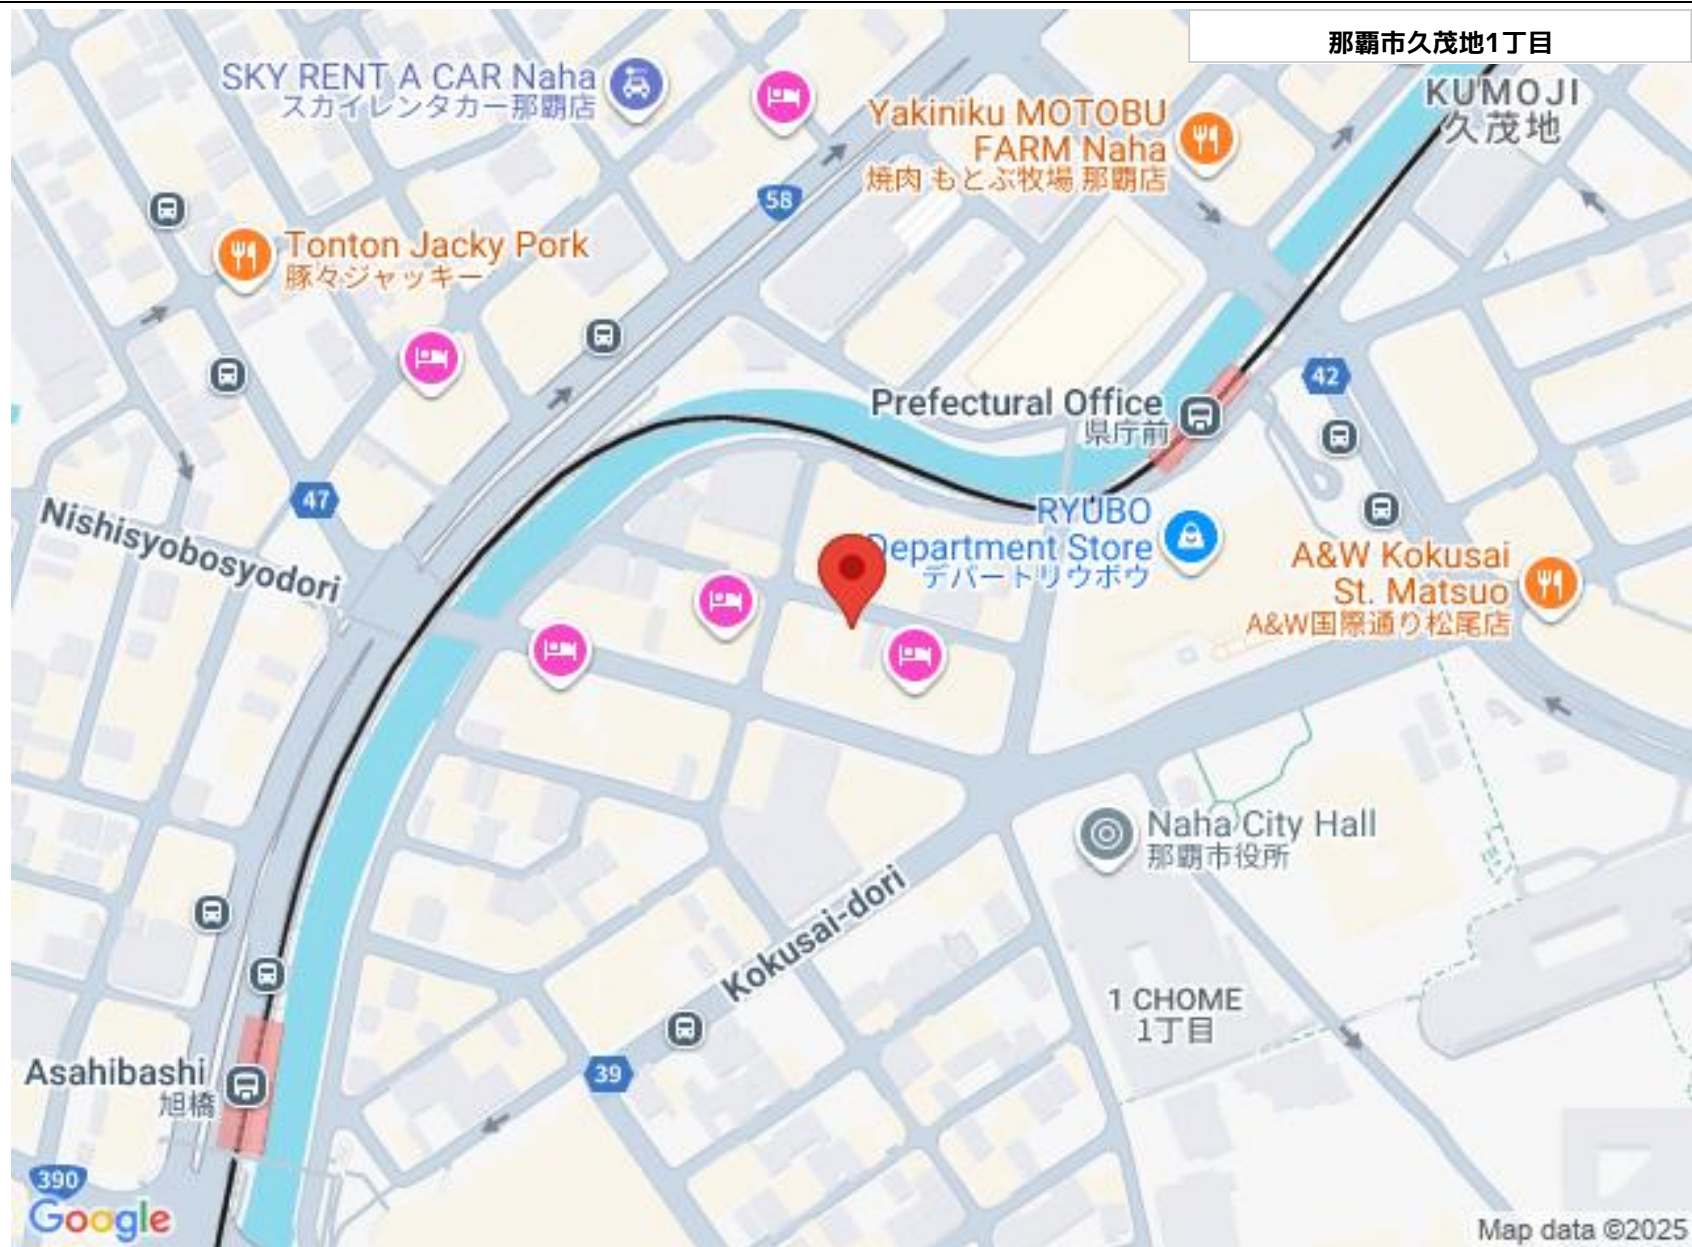 那覇市久茂地1丁目
SKY RENT A CAR Naha
スカイレンタカー那覇店
KUMOJI
久茂地
Yakiniku MOTOBU
FARM Naha
焼肉 もとぶ牧場 那覇店
58
Tonton Jacky Pork
豚々ジャッキー
42
Prefectural Office
県庁前
47
Nishisyobosyodori
RYUBO
Department Store
デパートリウボウ
A&W Kokusai
St. Matsuo
A&W国際通り松尾店
Naha City Hall
那覇市役所
Kokusai-dori
1 CHOME
1丁目
39
Asahibashi
旭橋
390
Google
Map data ©2025